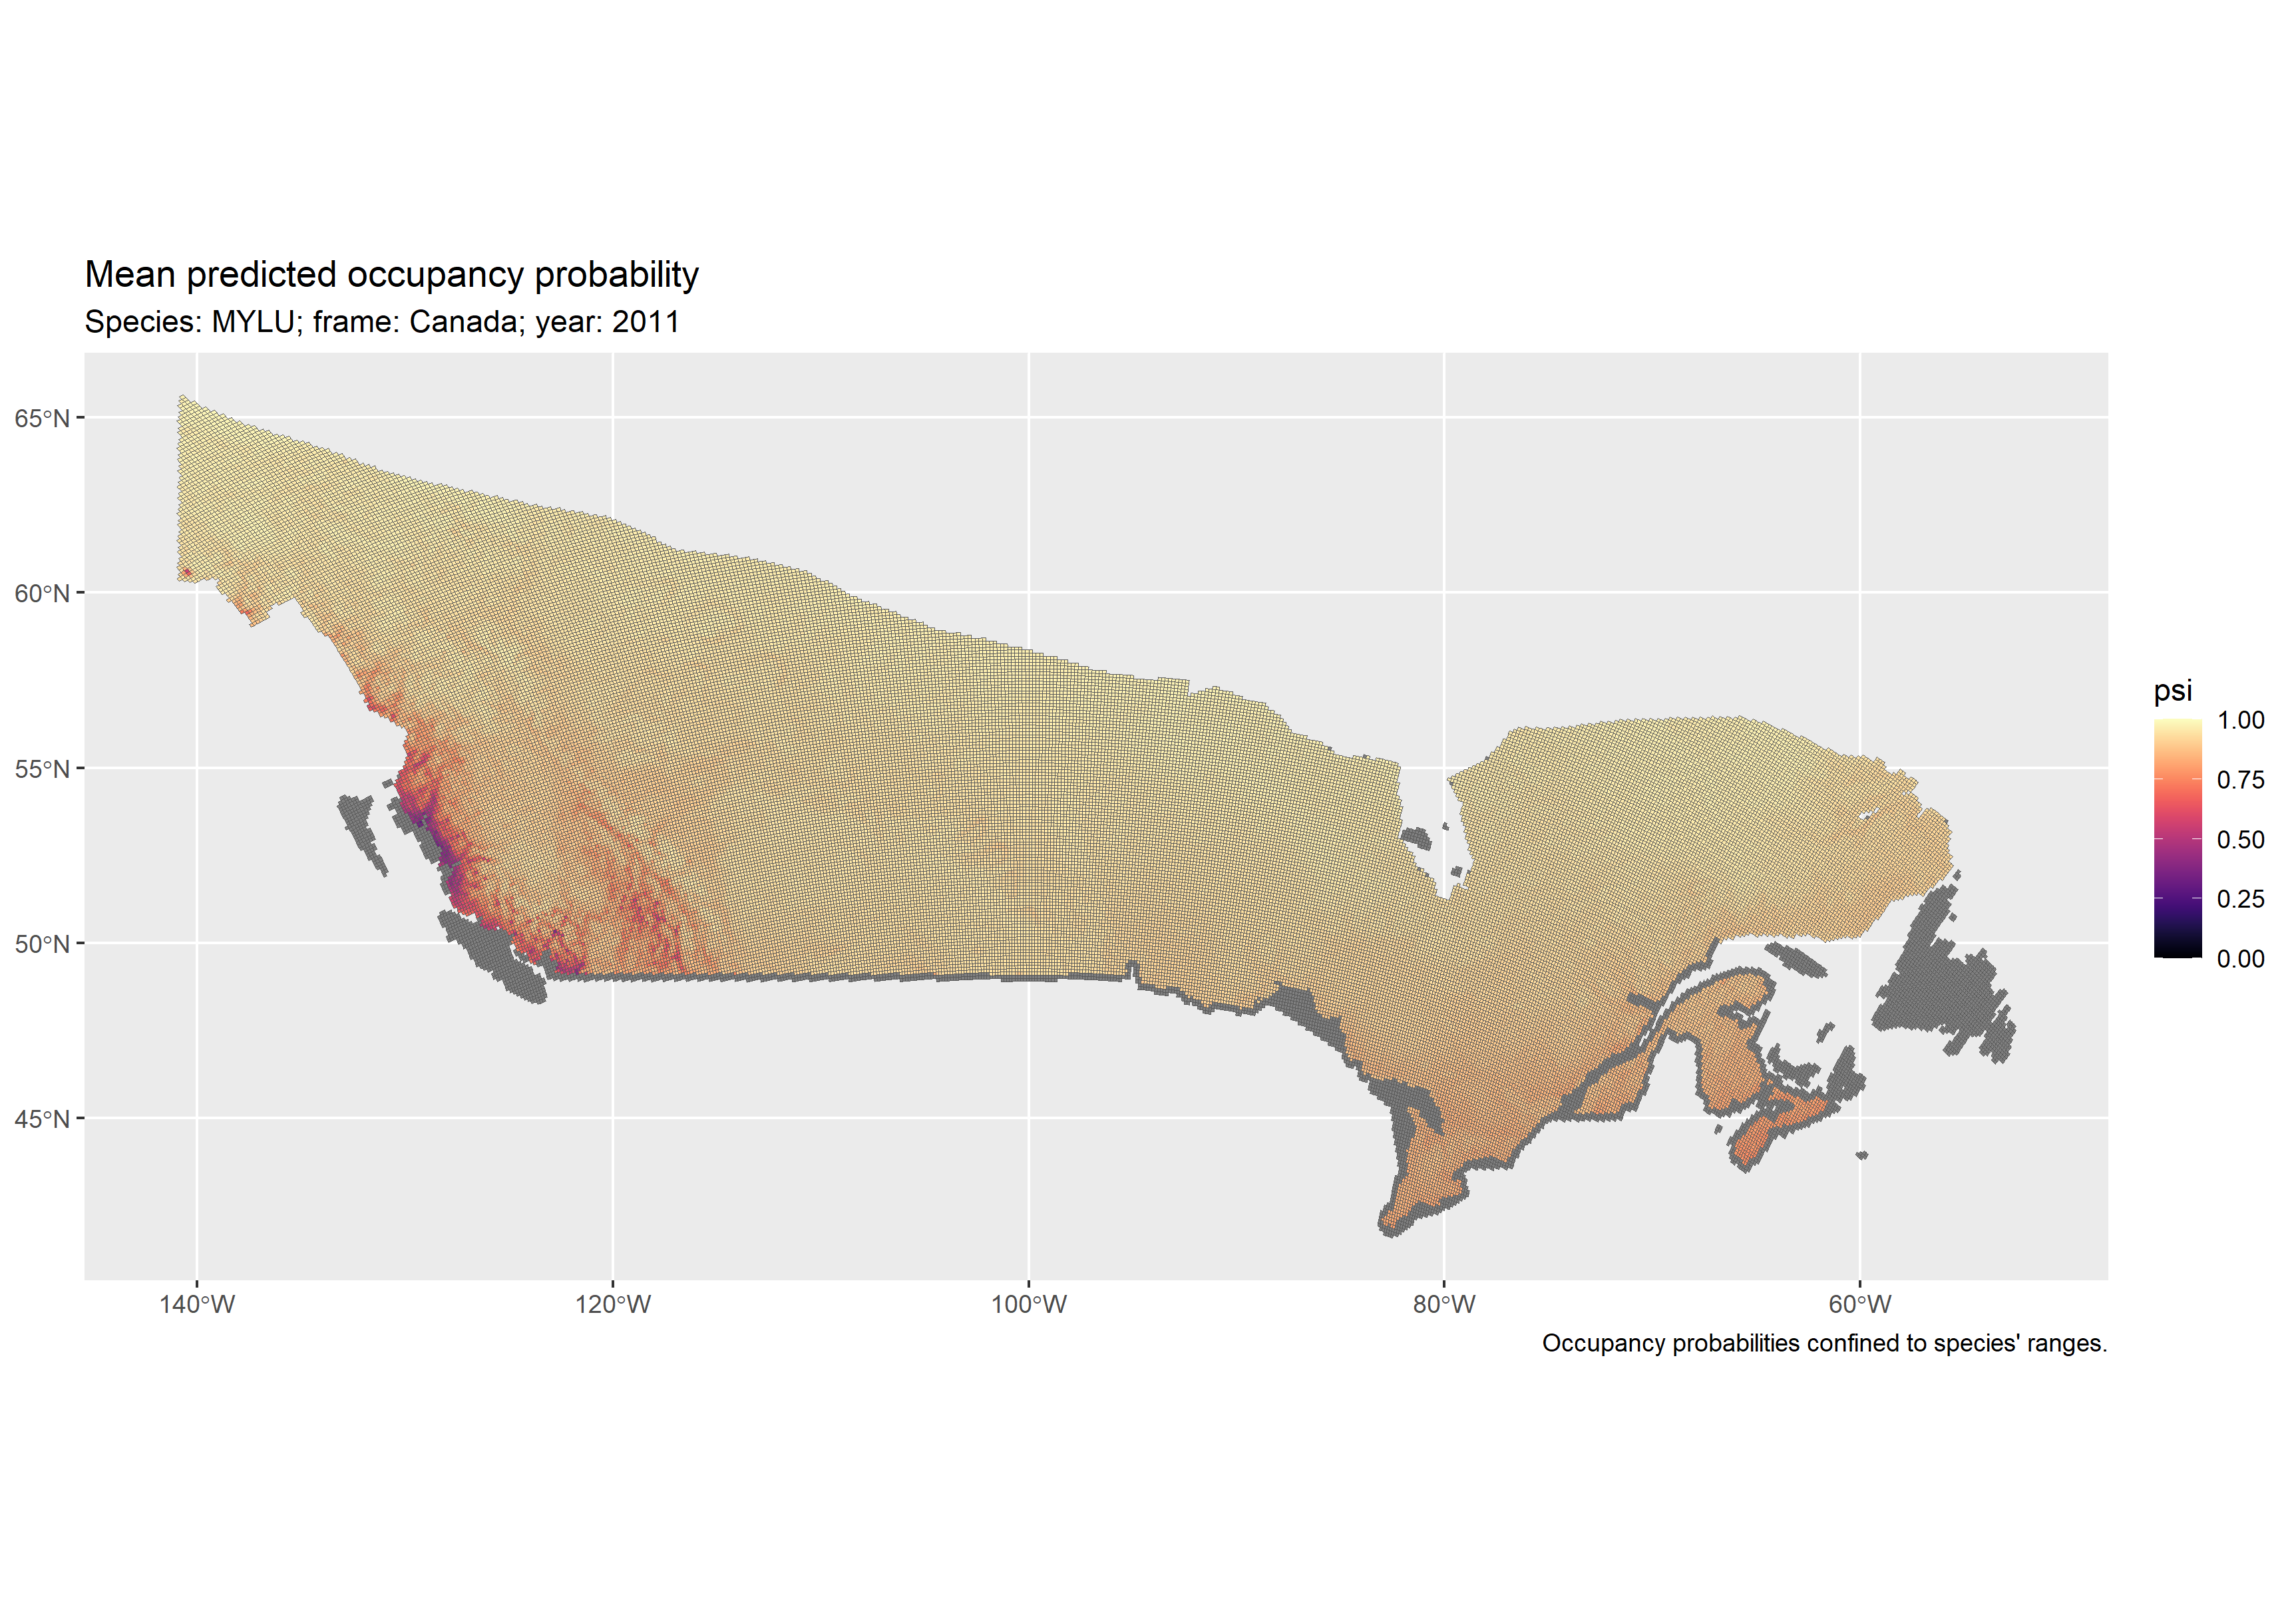 Mean predicted occupancy probability
Species: MYLU; frame: Canada; year: 2011
65°N
60°N
55°N
50°N
45°N
140°W
120°W
100°W
80°W
60°W
psi
1.00
0.75
0.50
0.25
0.00
Occupancy probabilities confined to species' ranges.